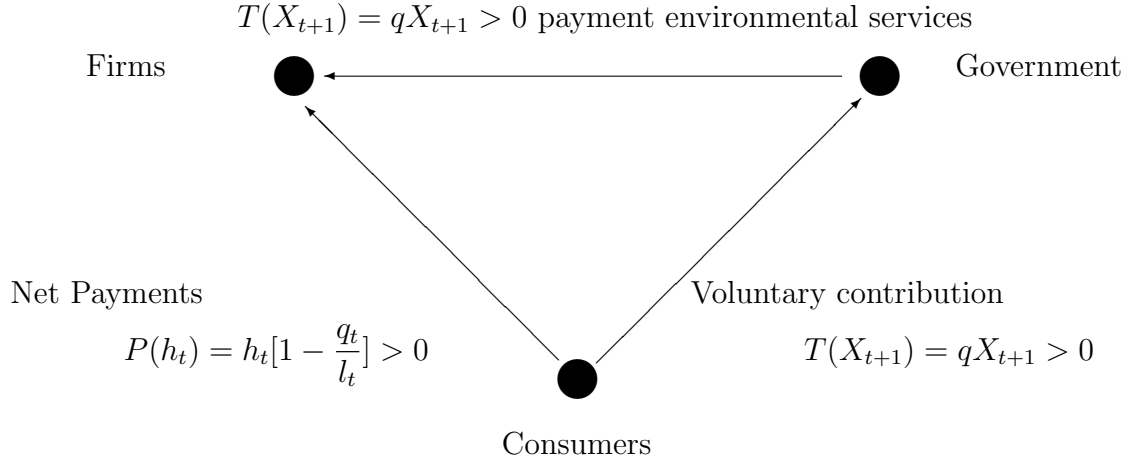 $T(X_{t+1}) = qX_{t+1} > 0$ payment environmental services
Firms
Government
Net Payments
Voluntary contribution
$P(h_t) = h_t[1 - \frac{q_t}{l_t}] > 0$
$T(X_{t+1}) = qX_{t+1} > 0$
Consumers